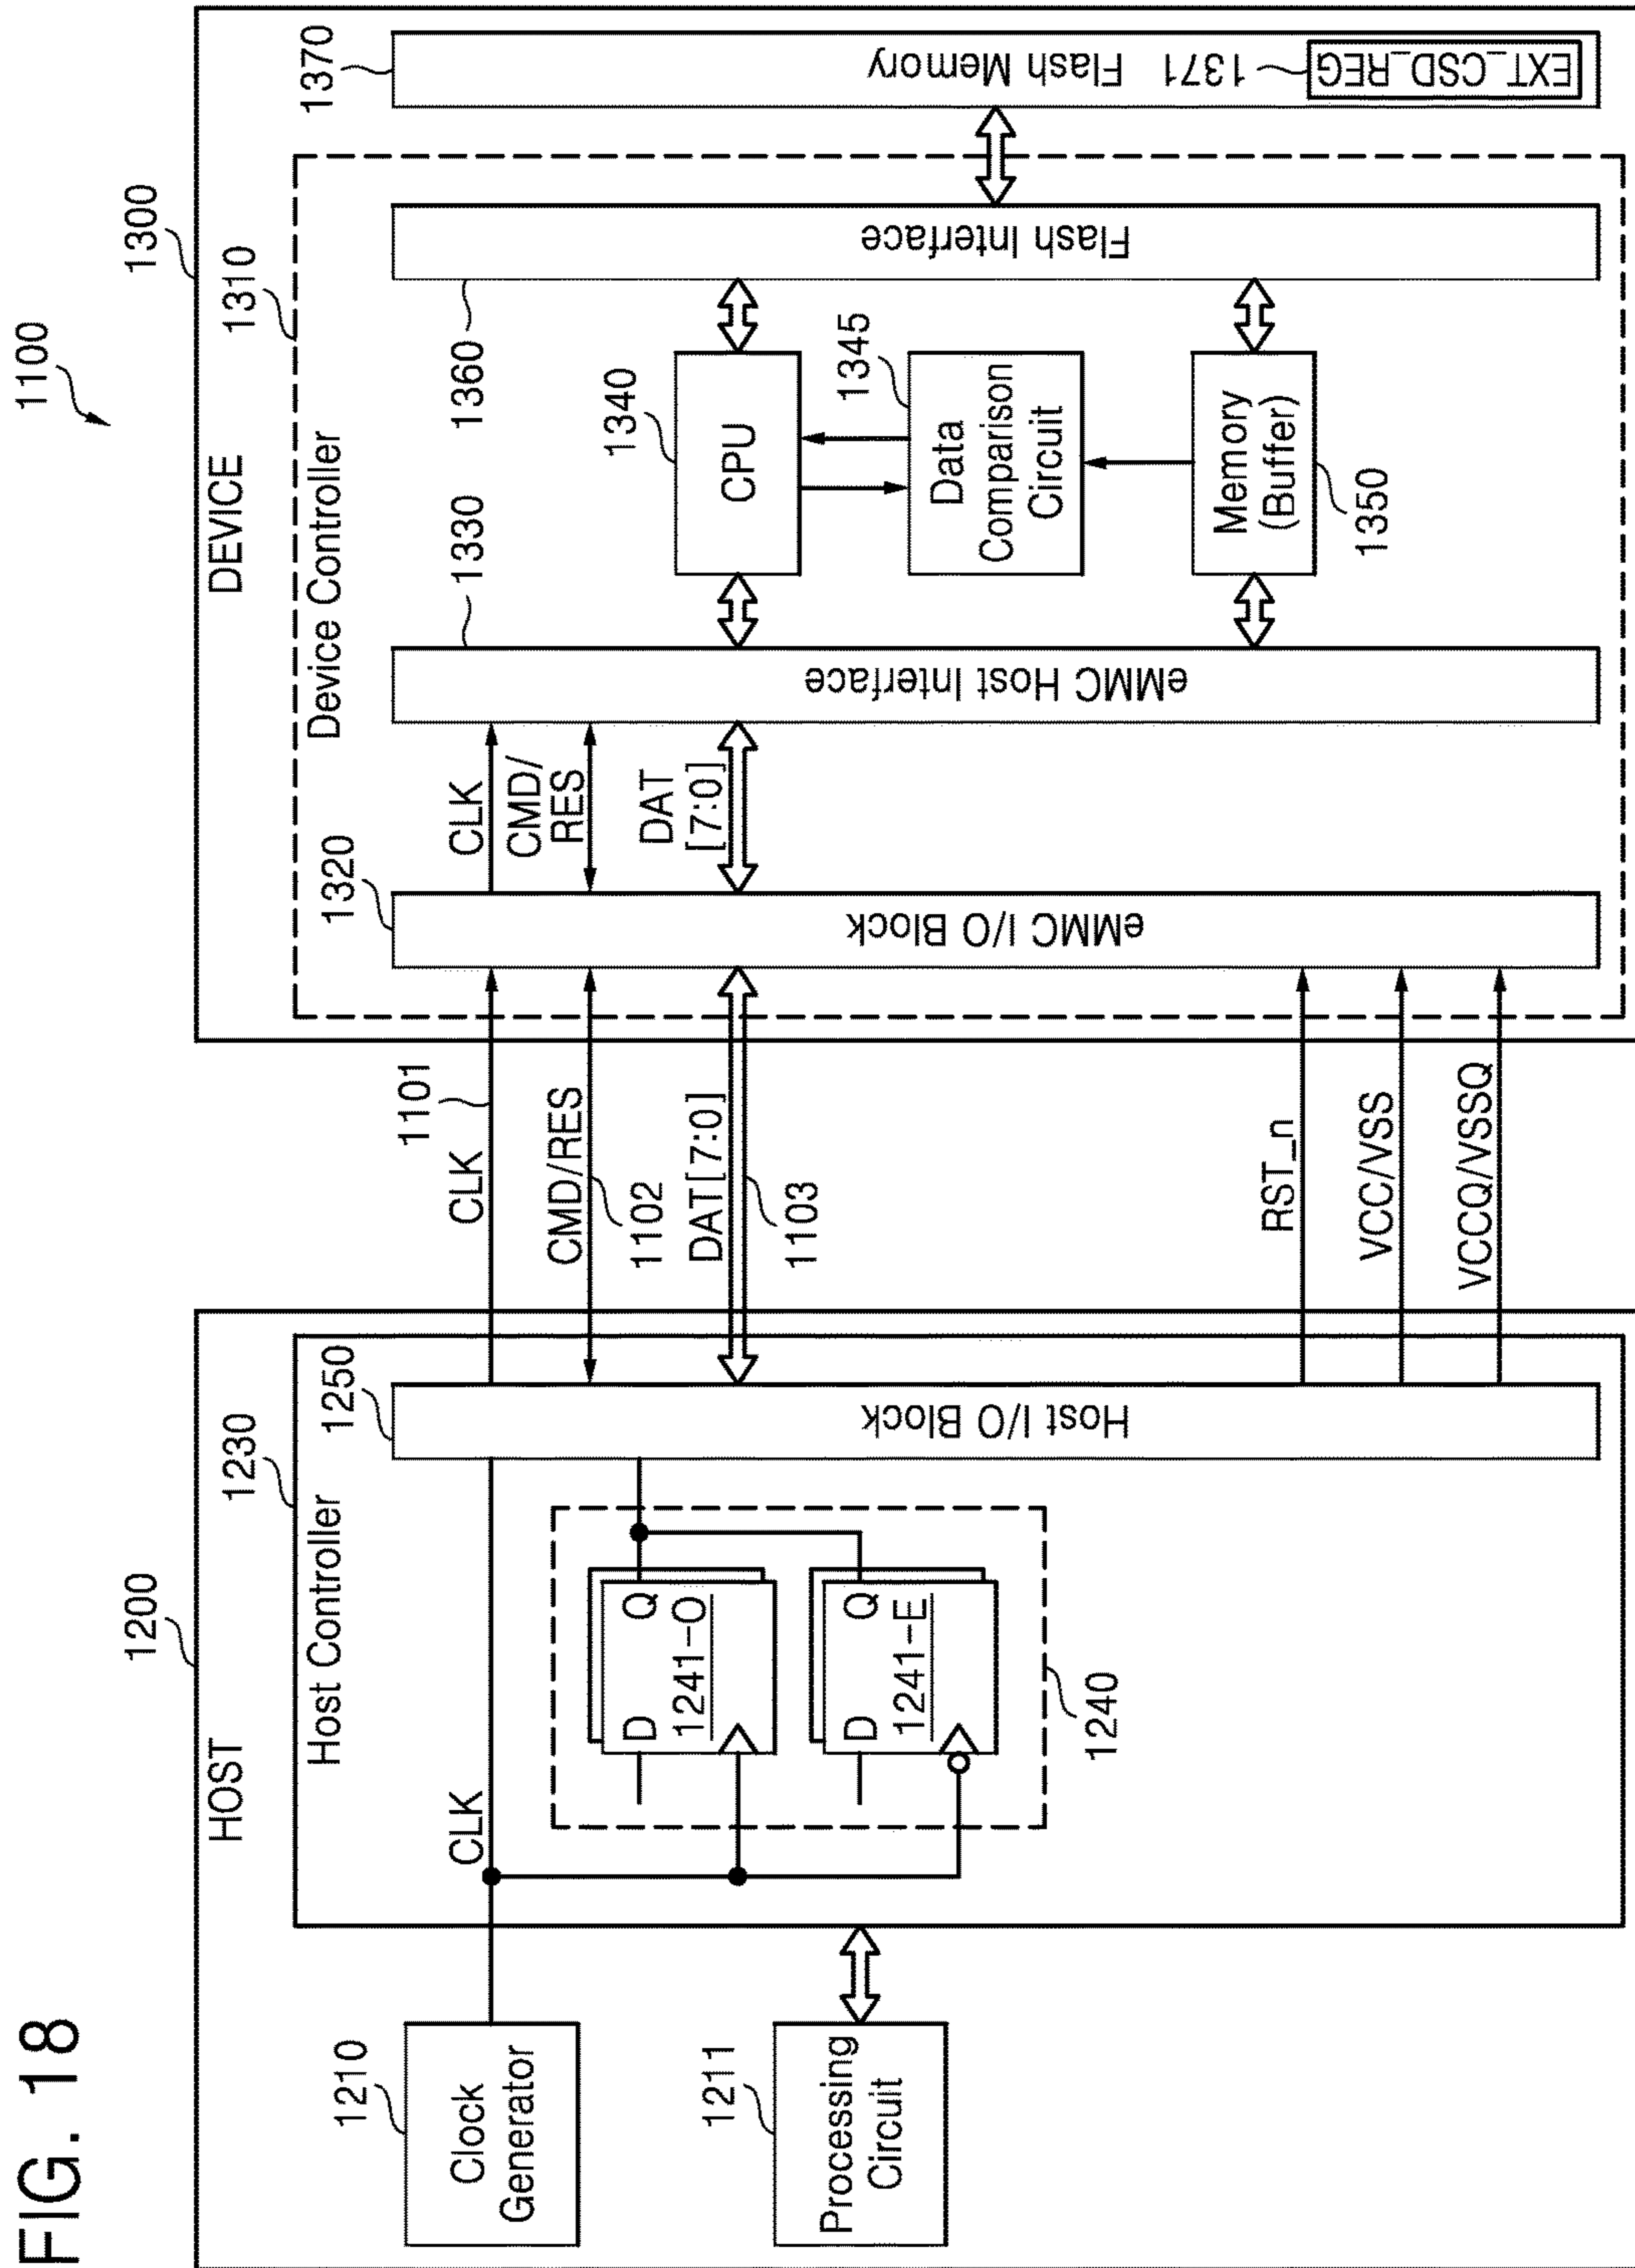 FIG. 18
1100
1200
HOST
1210
Clock
Generator
1211
Processing
Circuit
1230
Host Controller
CLK
D
Q
1241-O
D
Q
1241-E
1240
1250
Host I/O Block
CLK
1101
CMD/RES
1102
DAT[7:0]
1103
RST_n
VCC/VSS
VCCQ/VSSQ
1300
DEVICE
1310
Device Controller
1320
eMMC I/O Block
CLK
CMD/
RES
DAT
[7:0]
1330
eMMC Host Interface
1340
CPU
1345
Data
Comparison
Circuit
Memory
(Buffer)
1350
1360
Flash Interface
1370
Flash Memory
1371
EXT_CSD_REG